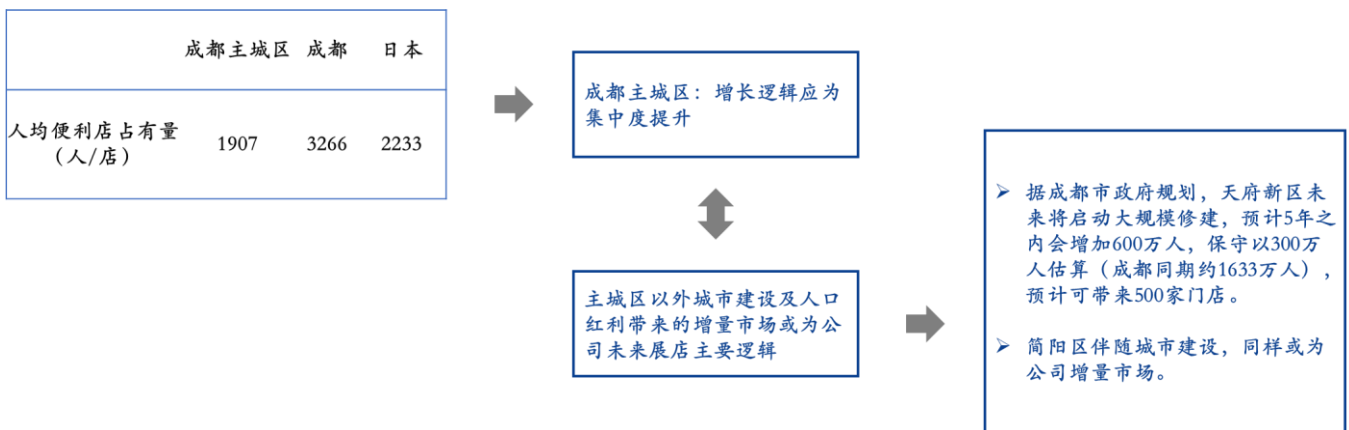 成都主城区 成都 日本
人均便利店占有量
（人/店）
1907 3266 2233
成都主城区：增长逻辑应为
集中度提升
主城区以外城市建设及人口
红利带来的增量市场或为公
司未来展店主要逻辑
➢ 据成都市政府规划，天府新区未
来将启动大规模修建，预计5年之
内会增加600万人，保守以300万
人估算（成都同期约1633万人），
预计可带来500家门店。
➢ 简阳区伴随城市建设，同样或为
公司增量市场。